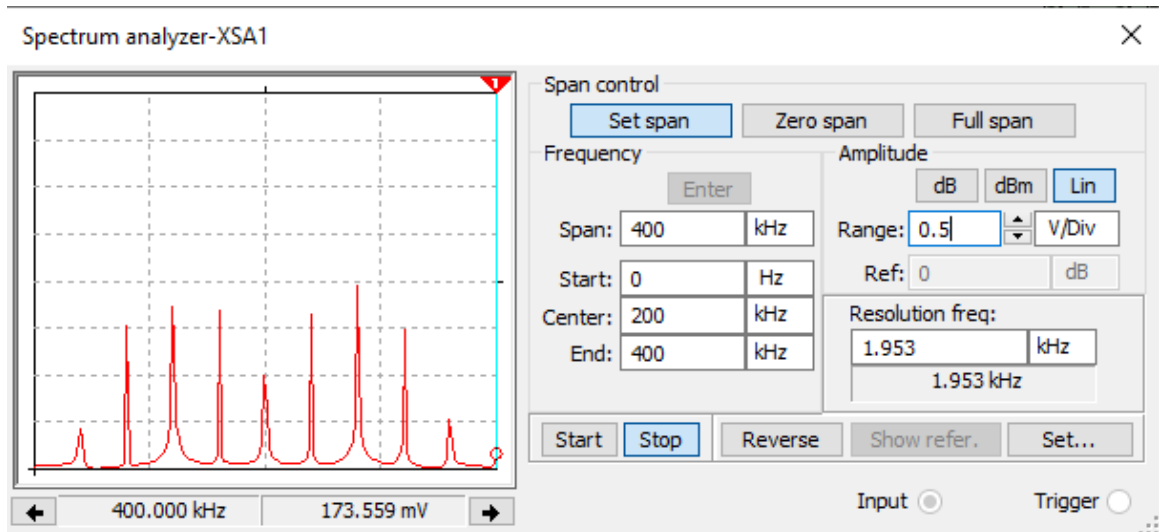 Spectrum analyzer-XSA1
1
Span control
Set span Zero span Full span
Frequency
Enter
Span: 400 kHz
Start: 0 Hz
Center: 200 kHz
End: 400 kHz
Amplitude
dB dBm Lin
Range: 0.5 V/Div
Ref: 0 dB
Resolution freq:
1.953 kHz
1.953 kHz
Start Stop Reverse Show refer. Set...
400.000 kHz 173.559 mV
Input Trigger